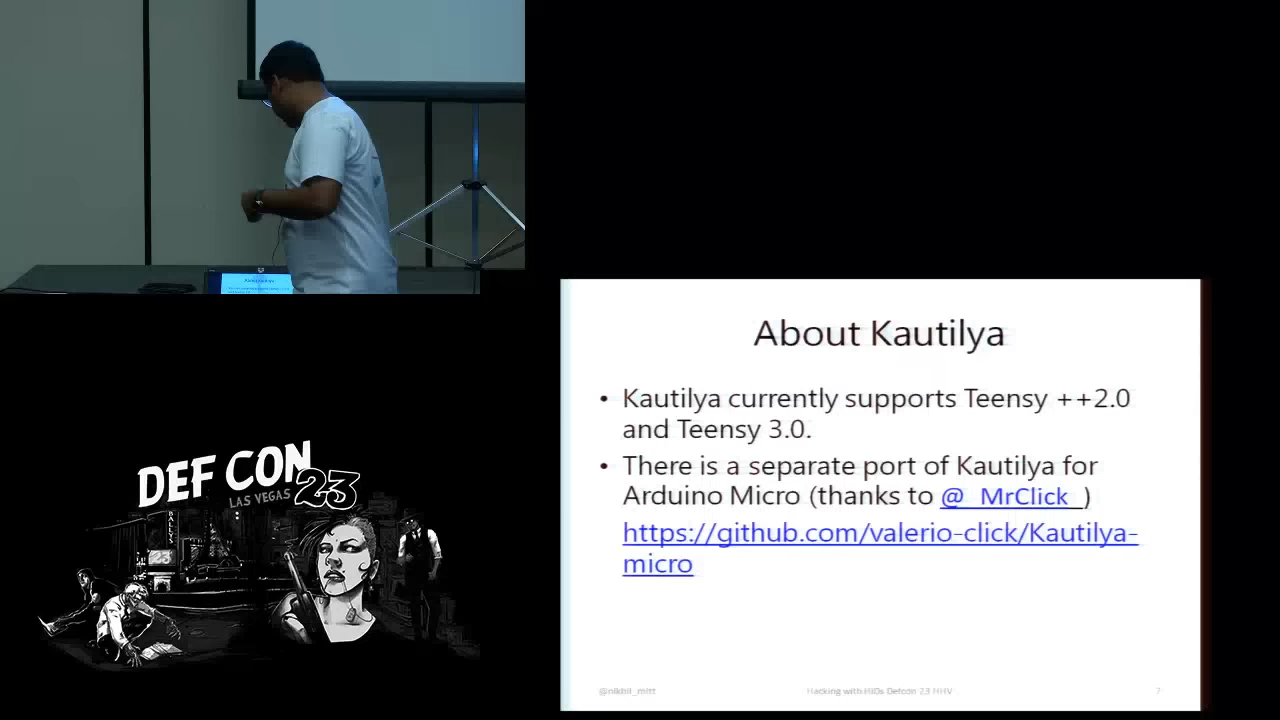 DEF CON
LAS VEGAS 23
BALLYS
About Kautilya
• Kautilya currently supports Teensy ++2.0
and Teensy 3.0.
• There is a separate port of Kautilya for
Arduino Micro (thanks to @_MrClick_)
https://github.com/valerio-click/Kautilya-
micro
@nikhil_mitt
Hacking with HIDs Defcon 23 HHV
7